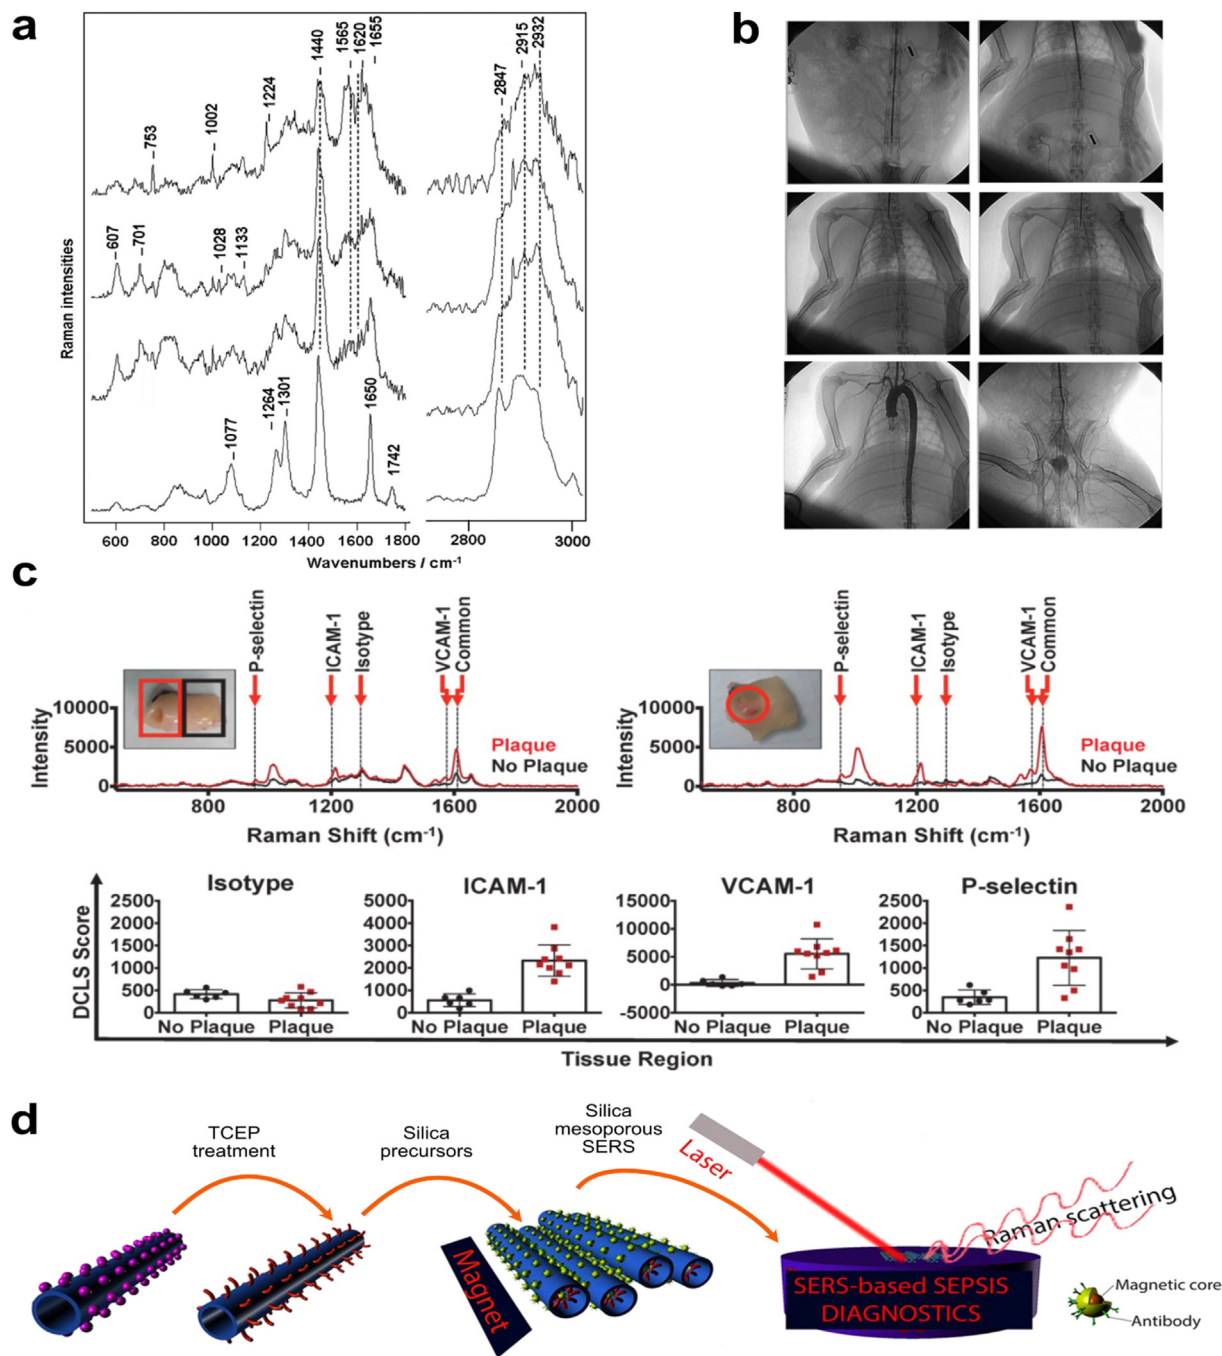 a
1440
1565
1620
1655
2847
2915
2932
753
1002
1224
607
701
1028
1133
1077
1264
1301
1650
1742
Raman intensities
600
800
1000
1200
1400
1600
1800
2800
3000
Wavenumbers / cm-1
b
c
P-selectin
ICAM-1
Isotype
VCAM-1
Common
Intensity
10000
5000
0
Plaque
No Plaque
800
1200
1600
2000
Raman Shift (cm-1)
P-selectin
ICAM-1
Isotype
VCAM-1
Common
Intensity
10000
5000
0
Plaque
No Plaque
800
1200
1600
2000
Raman Shift (cm-1)
DCLS Score
Isotype
2500
2000
1500
1000
500
0
No Plaque Plaque
ICAM-1
5000
4000
3000
2000
1000
0
No Plaque Plaque
VCAM-1
15000
10000
5000
0
-5000
No Plaque Plaque
P-selectin
2500
2000
1500
1000
500
0
No Plaque Plaque
Tissue Region
d
TCEP
treatment
Silica
precursors
Silica
mesoporous
SERS
Magnet
Laser
Raman scattering
SERS-based SEPSIS
DIAGNOSTICS
Magnetic core
Antibody